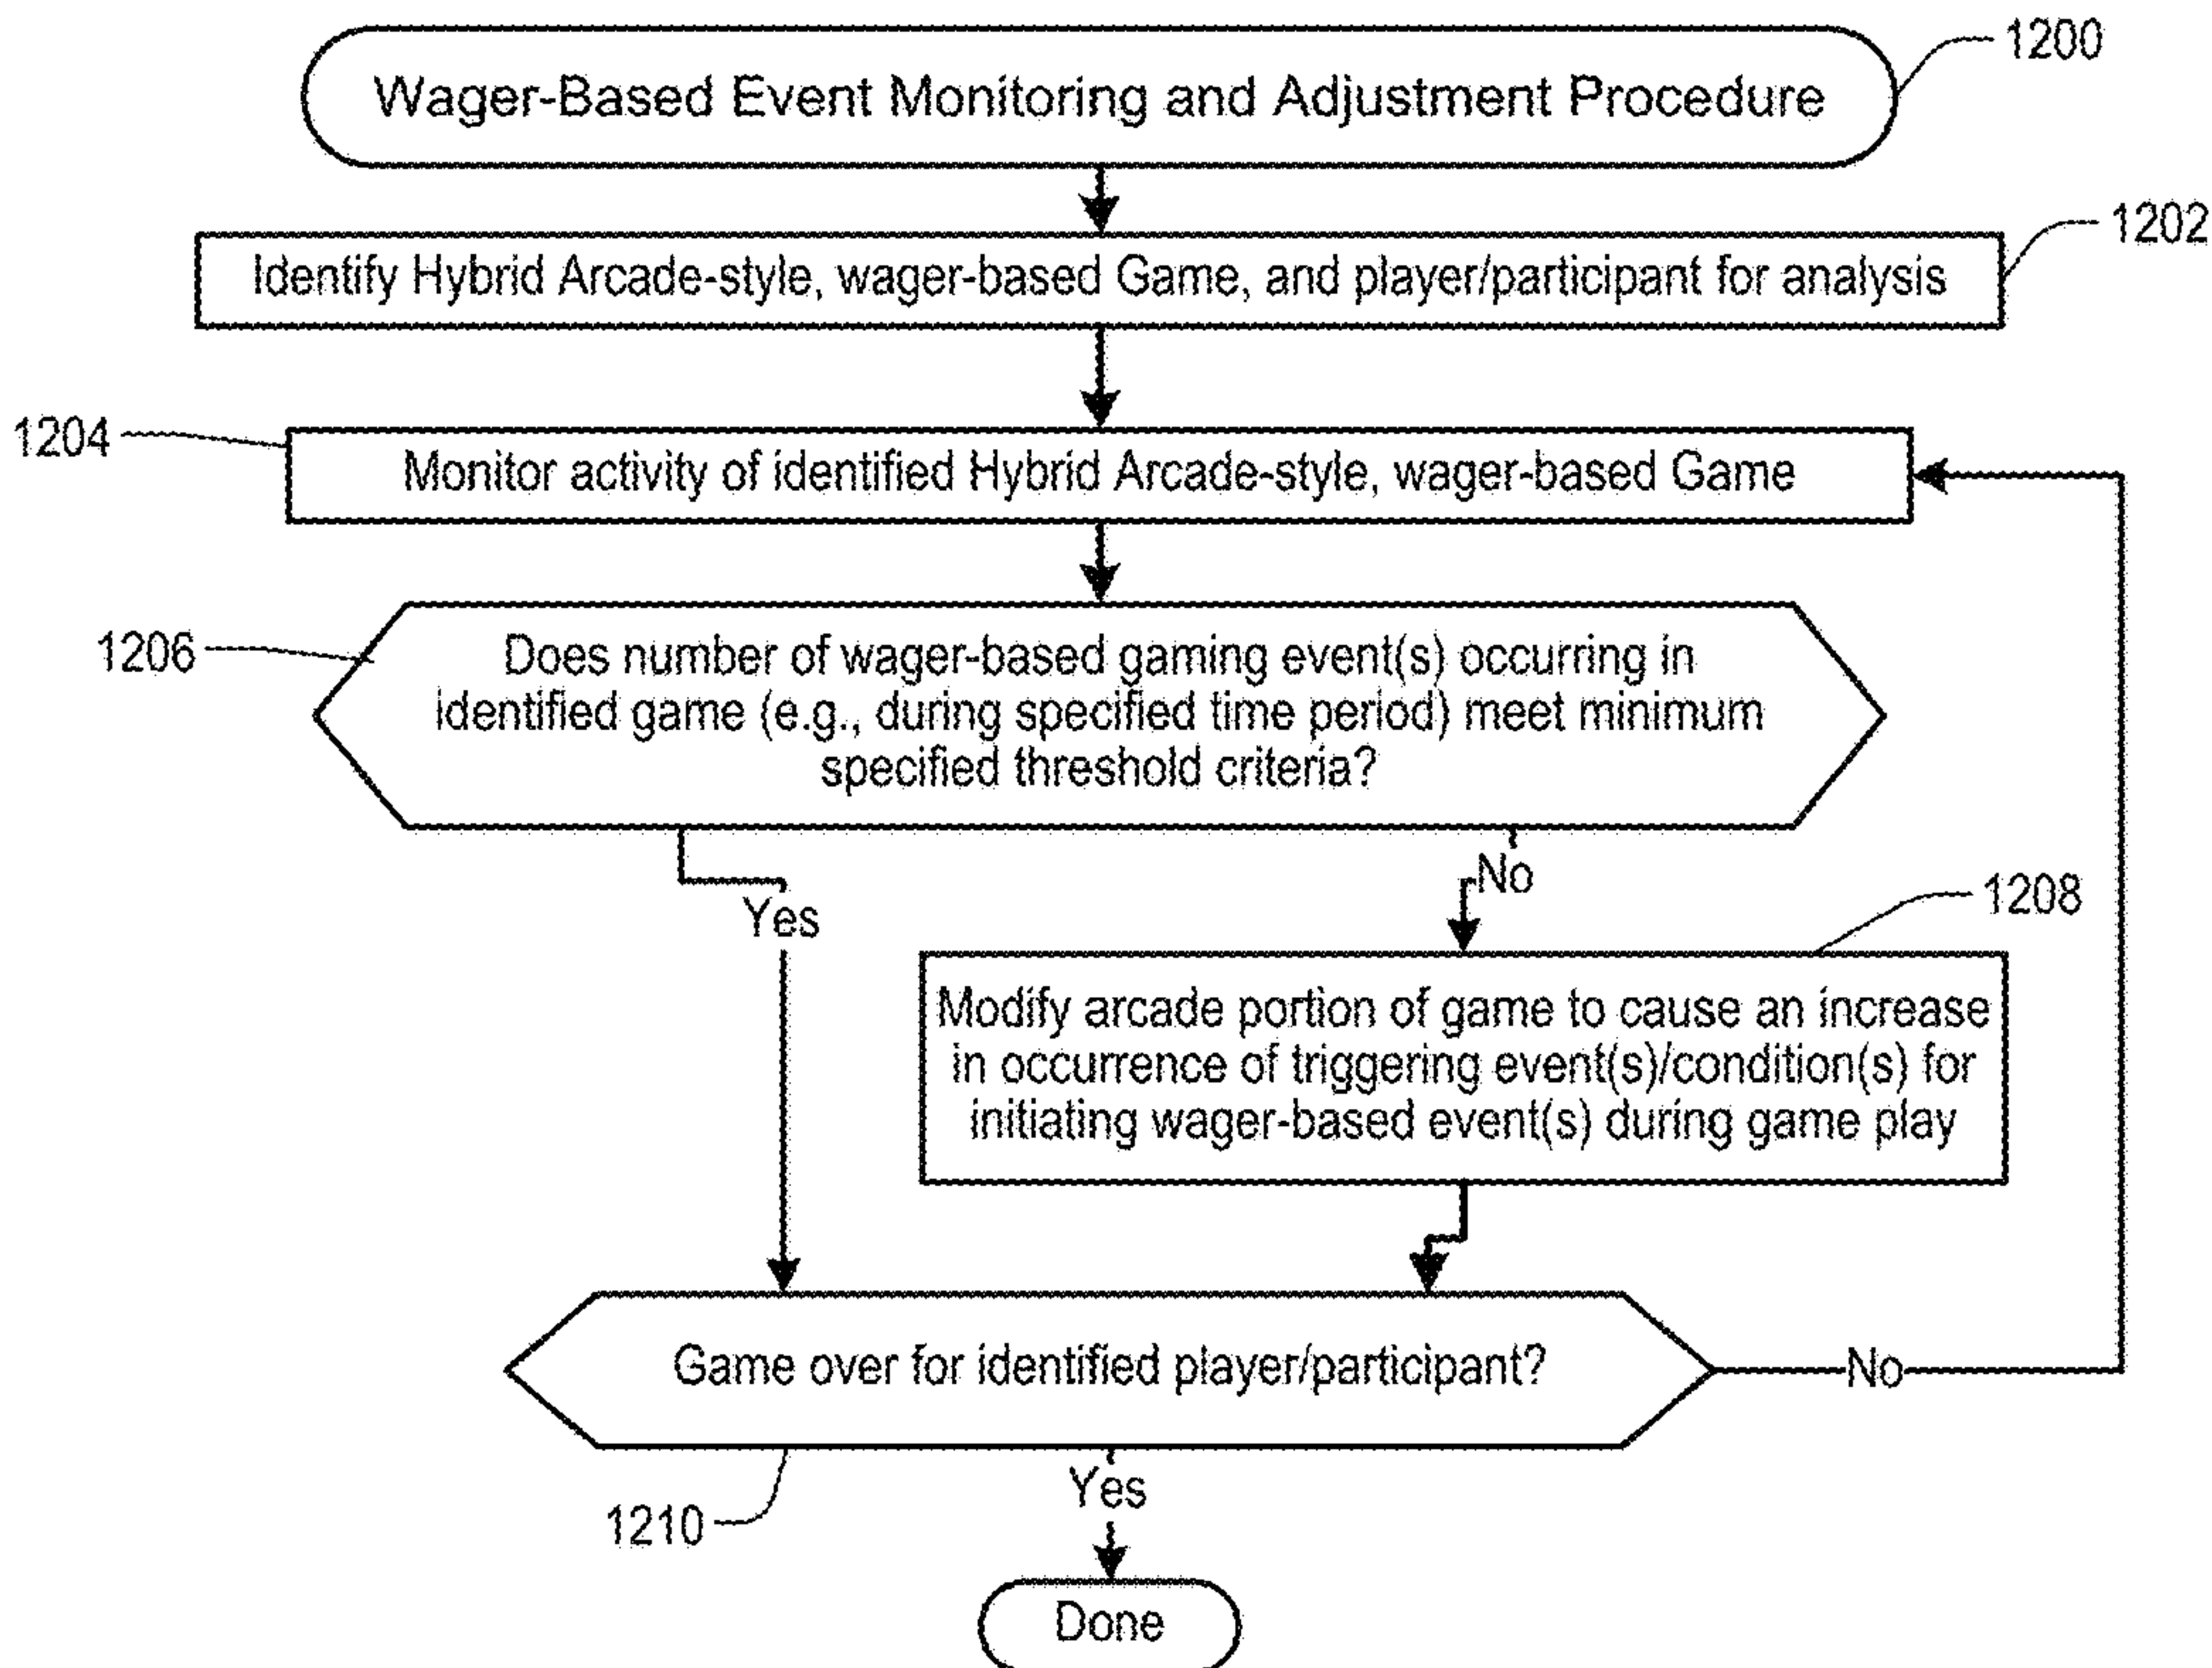 1200
Wager-Based Event Monitoring and Adjustment Procedure
1202
Identify Hybrid Arcade-style, wager-based Game, and player/participant for analysis
1204
Monitor activity of identified Hybrid Arcade-style, wager-based Game
1206
Does number of wager-based gaming event(s) occurring in
identified game (e.g., during specified time period) meet minimum
specified threshold criteria?
Yes
No
1208
Modify arcade portion of game to cause an increase
in occurrence of triggering event(s)/condition(s) for
initiating wager-based event(s) during game play
Game over for identified player/participant?
No
1210
Yes
Done